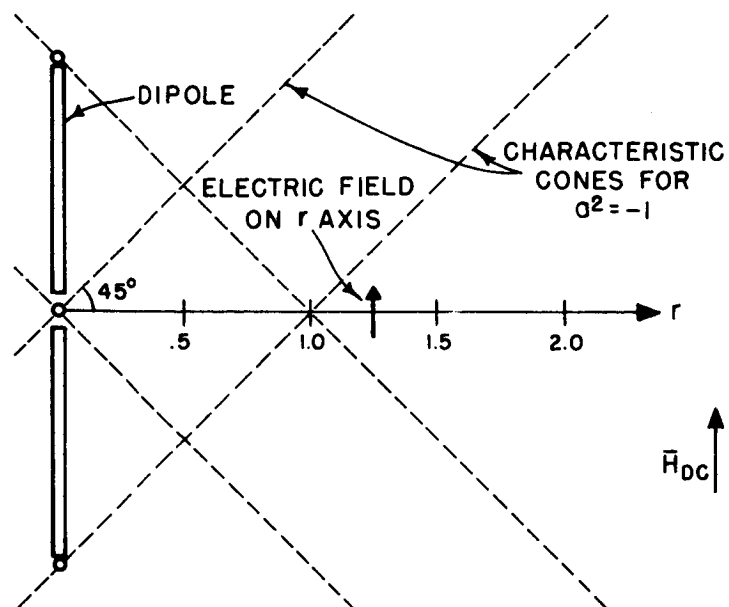 DIPOLE
CHARACTERISTIC
CONES FOR
a² = -1
ELECTRIC FIELD
ON r AXIS
45°
r
.5
1.0
1.5
2.0
H̅DC